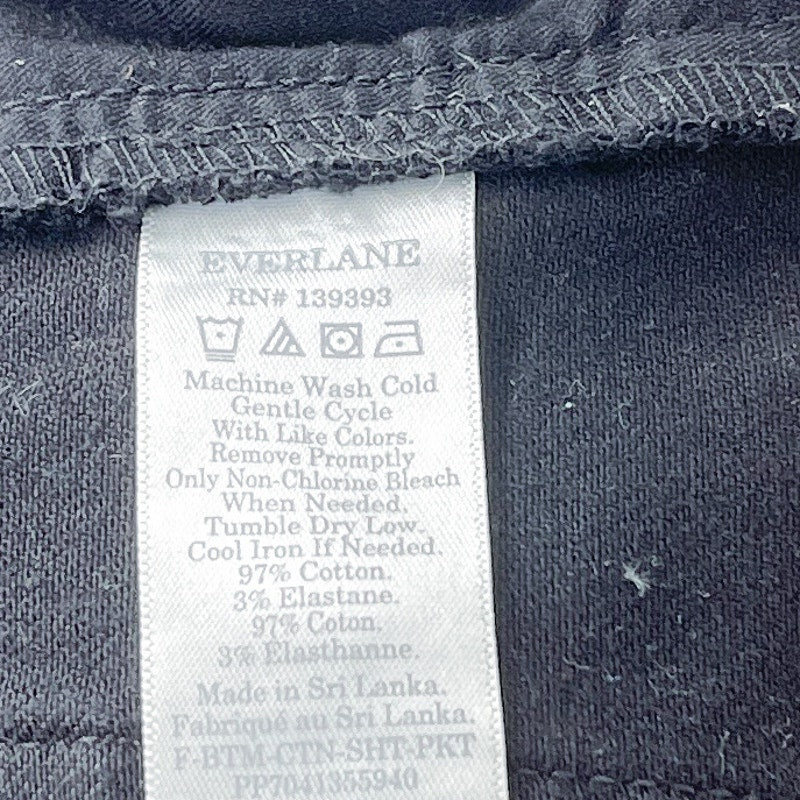 EVERLANE
RN# 139393
Machine Wash Cold
Gentle Cycle
With Like Colors.
Remove Promptly
Only Non-Chlorine Bleach
When Needed.
Tumble Dry Low.
Cool Iron If Needed.
97% Cotton.
3% Elastane.
97% Coton.
3% Elasthanne.
Made in Sri Lanka.
Fabriqué au Sri Lanka.
F-BTM-CTN-SHT-PKT
PP7041355940